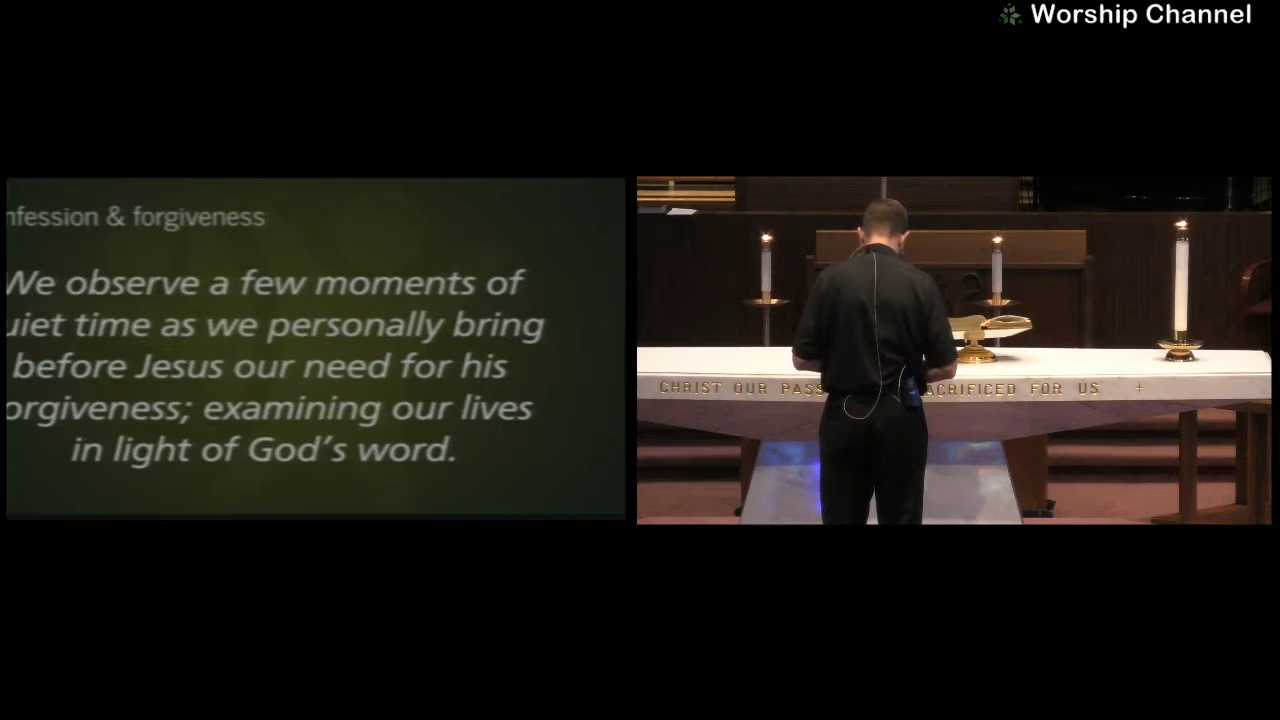 Worship Channel
nfession & forgiveness
We observe a few moments of
uiet time as we personally bring
before Jesus our need for his
orgiveness; examining our lives
in light of God's word.
CHRIST OUR PASS ACRIFICED FOR US +